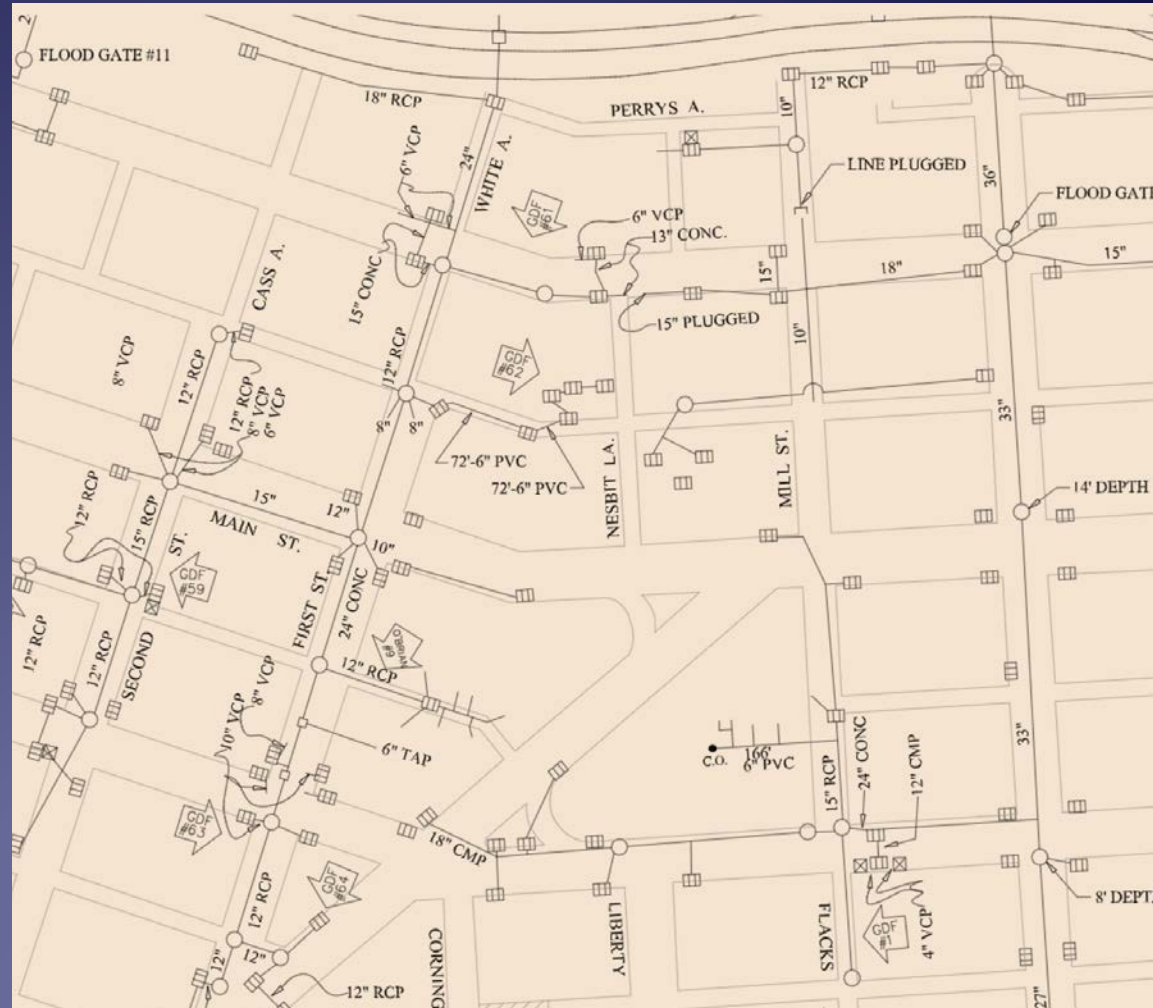 2
FLOOD GATE #11
18" RCP
PERRYS A.
12" RCP
10"
6" VCP
24"
WHITE A.
LINE PLUGGED
36"
FLOOD GATE
GDF
#61
6" VCP
13" CONC.
CASS A.
15" CONC
15"
18"
15"
15" PLUGGED
10"
8" VCP
12" RCP
12" RCP
8" VCP
6" VCP
12" RCP
GDF
#62
33"
8"
8"
72'-6" PVC
72'-6" PVC
NESBIT LA.
MILL ST.
14' DEPTH
12" RCP
15" RCP
15"
12"
MAIN ST.
10"
ST.
GDF
#59
FIRST ST.
24" CONC
12" RCP
12" RCP
SECOND
8" VCP
10" VCP
12" RCP
6" TAP
C.O.
166'
6" PVC
15" RCP
24" CONC
12" CMP
33"
GDF
#63
18" CMP
GDF
#64
12" RCP
12"
12"
12" RCP
CORNING
LIBERTY
FLACKS
GDF
#1
4" VCP
8' DEPT
27"